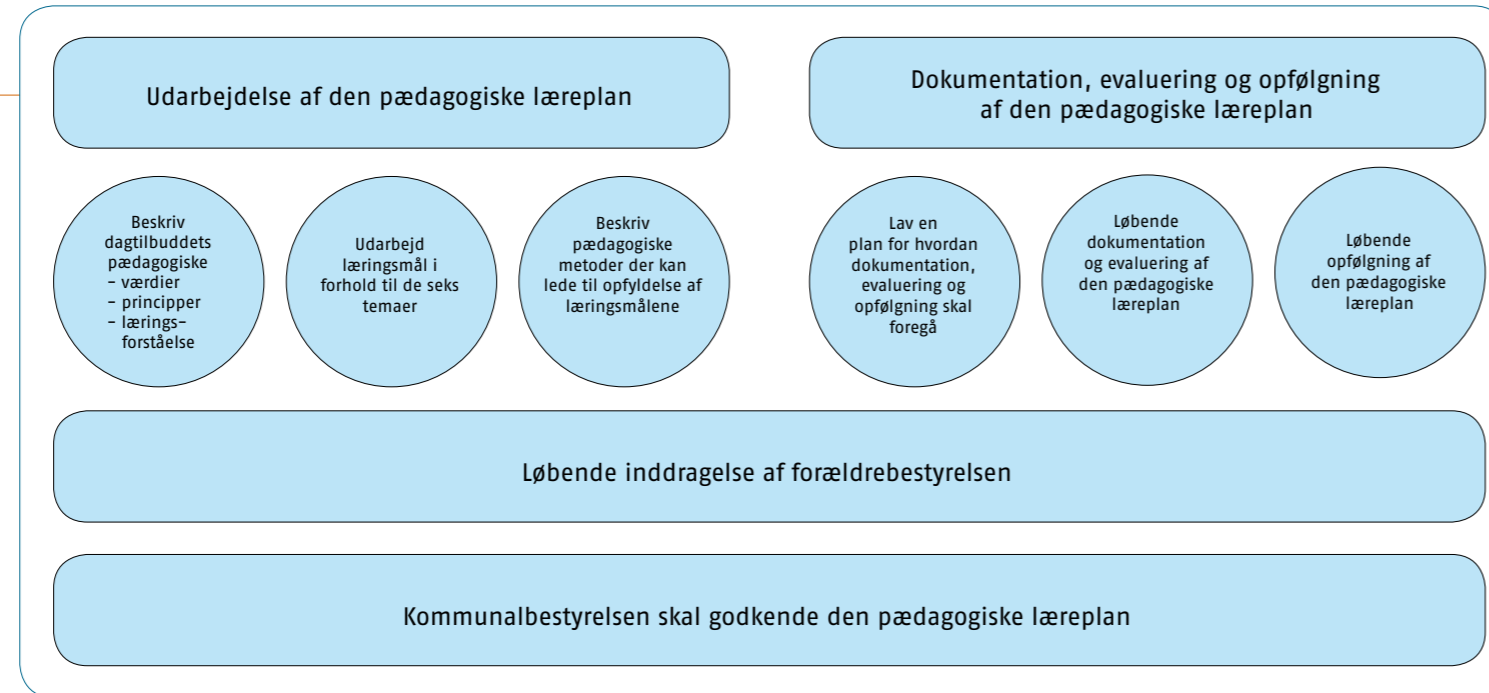 Udarbejdelse af den pædagogiske læreplan
Dokumentation, evaluering og opfølgning
af den pædagogiske læreplan
Beskriv
dagtilbuddets
pædagogiske
– værdier
– principper
– lærings-
forståelse
Udarbejd
læringsmål i
forhold til de seks
temaer
Beskriv
pædagogiske
metoder der kan
lede til opfyldelse af
læringsmålene
Lav en
plan for hvordan
dokumentation,
evaluering og
opfølgning skal
foregå
Løbende
dokumentation
og evaluering af
den pædagogiske
læreplan
Løbende
opfølgning af
den pædagogiske
læreplan
Løbende inddragelse af forældrebestyrelsen
Kommunalbestyrelsen skal godkende den pædagogiske læreplan